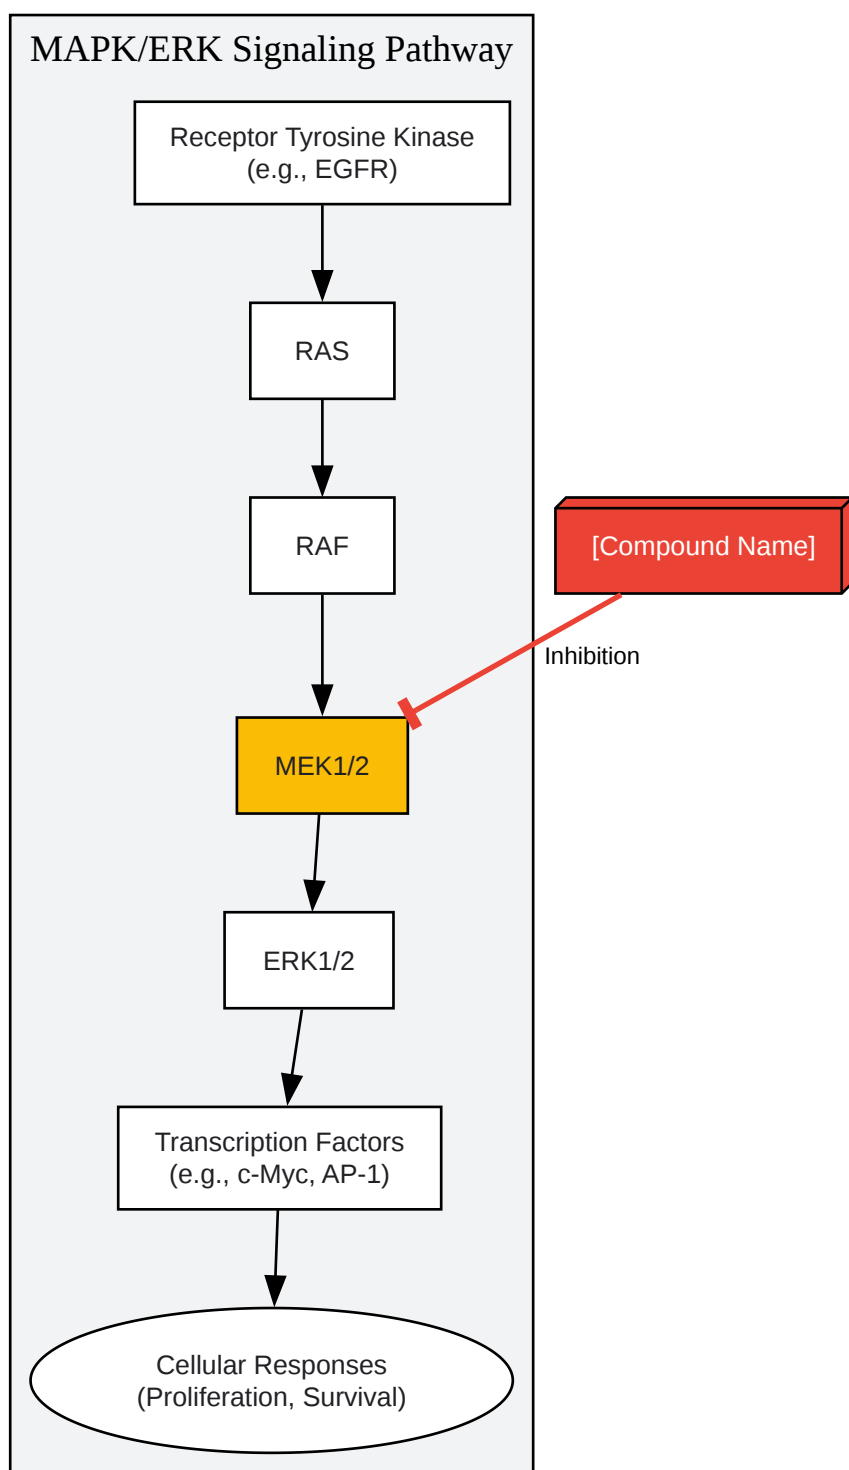 MAPK/ERK Signaling Pathway
Receptor Tyrosine Kinase
(e.g., EGFR)
RAS
RAF
[Compound Name]
Inhibition
MEK1/2
ERK1/2
Transcription Factors
(e.g., c-Myc, AP-1)
Cellular Responses
(Proliferation, Survival)